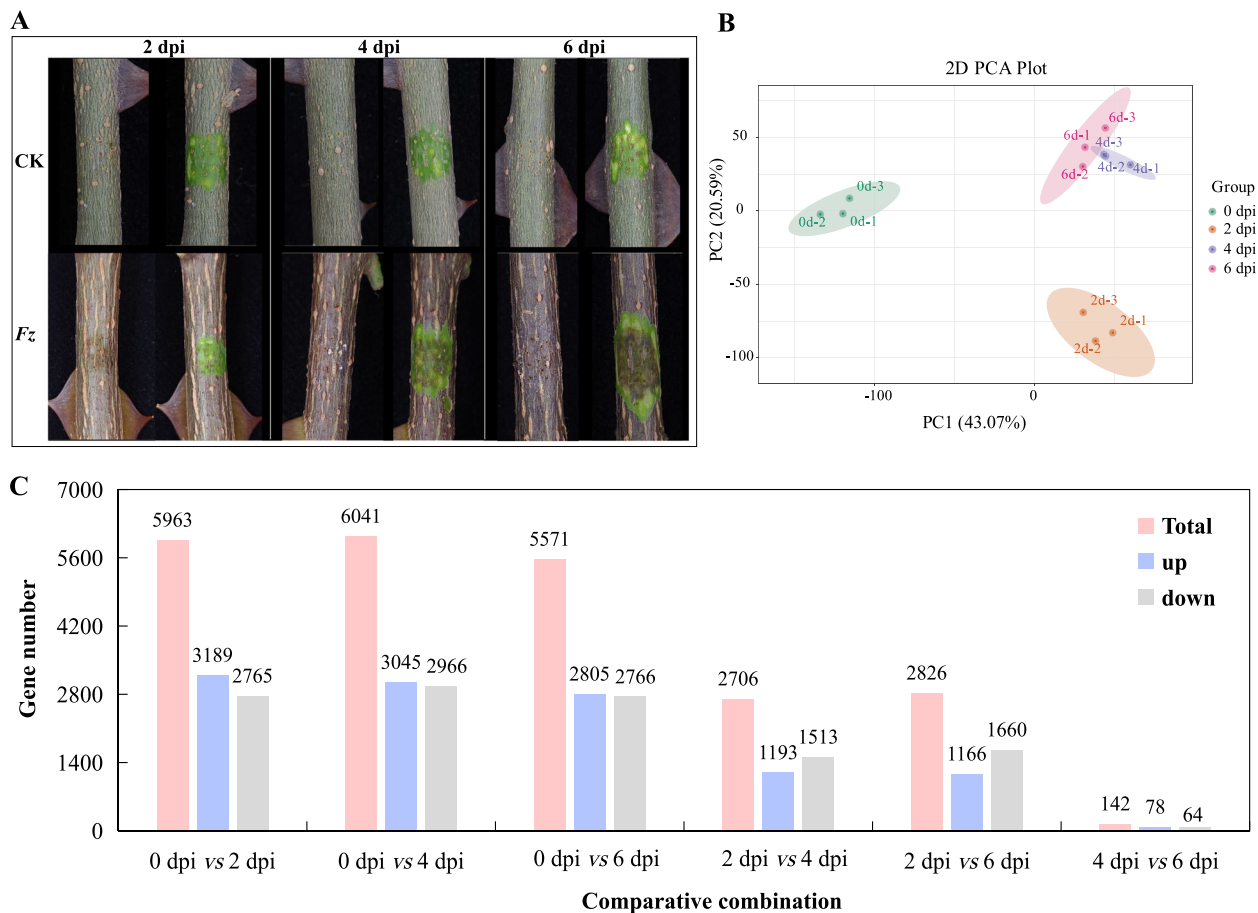 A
2 dpi 4 dpi 6 dpi
CK
Fz
B
2D PCA Plot
PC2 (20.59%)
50
0
-50
-100
-100 0
PC1 (43.07%)
6d-3
6d-1
6d-2
4d-3
4d-2
4d-1
0d-3
0d-2
0d-1
2d-3
2d-1
2d-2
Group
0 dpi
2 dpi
4 dpi
6 dpi
C
Gene number
7000
5600
4200
2800
1400
0
Total
up
down
5963 3189 2765
6041 3045 2966
5571 2805 2766
2706 1193 1513
2826 1166 1660
142 78 64
0 dpi vs 2 dpi 0 dpi vs 4 dpi 0 dpi vs 6 dpi 2 dpi vs 4 dpi 2 dpi vs 6 dpi 4 dpi vs 6 dpi
Comparative combination